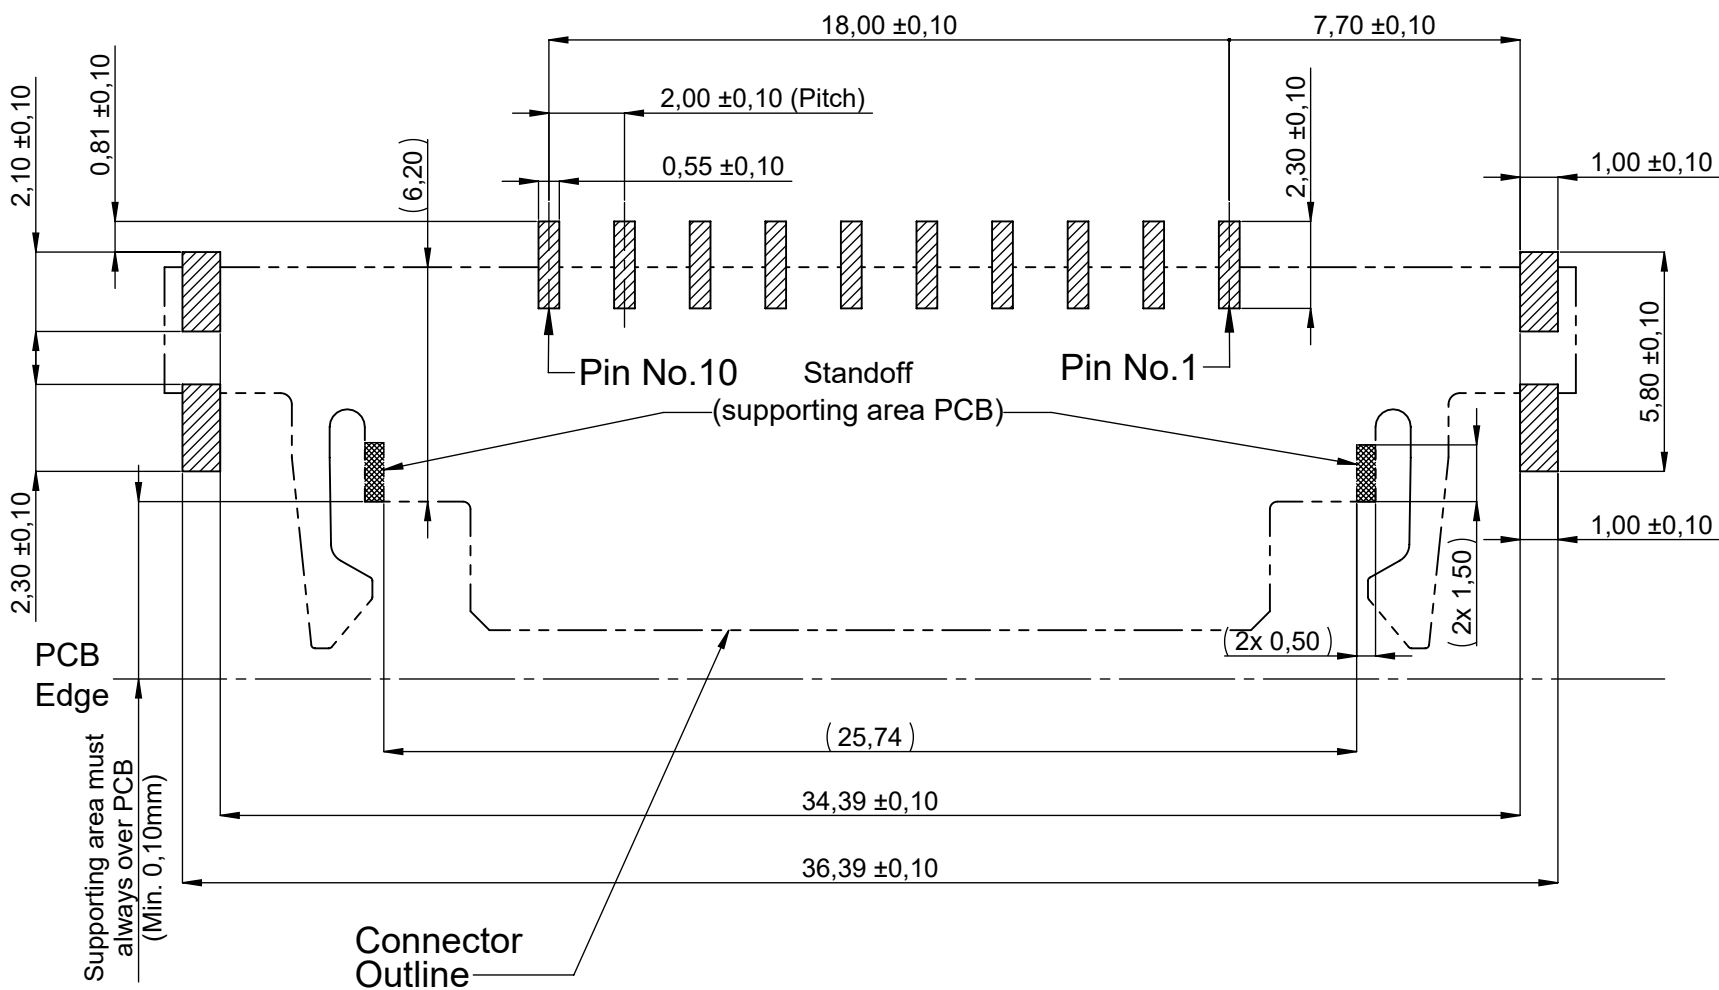 18,00 ±0,10
7,70 ±0,10
2,10 ±0,10
0,81 ±0,10
2,00 ±0,10 (Pitch)
(6,20)
0,55 ±0,10
2,30 ±0,10
1,00 ±0,10
5,80 ±0,10
Pin No.10
Standoff
(supporting area PCB)
Pin No.1
2,30 ±0,10
1,00 ±0,10
(2x 1,50)
(2x 0,50)
PCB
Edge
(25,74)
Supporting area must
always over PCB
(Min. 0,10mm)
34,39 ±0,10
36,39 ±0,10
Connector
Outline